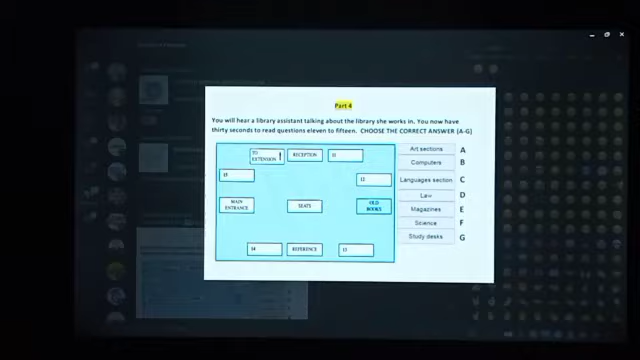 Part 4
You will hear a library assistant talking about the library she works in. You now have
thirty seconds to read questions eleven to fifteen. CHOOSE THE CORRECT ANSWER (A-G)
TO
EXTENSION
RECEPTION
11
15
12
MAIN
ENTRANCE
SEATS
OLD
BOOKS
14
REFERENCE
13
Art sections A
Computers B
Languages section C
Law D
Magazines E
Science F
Study desks G